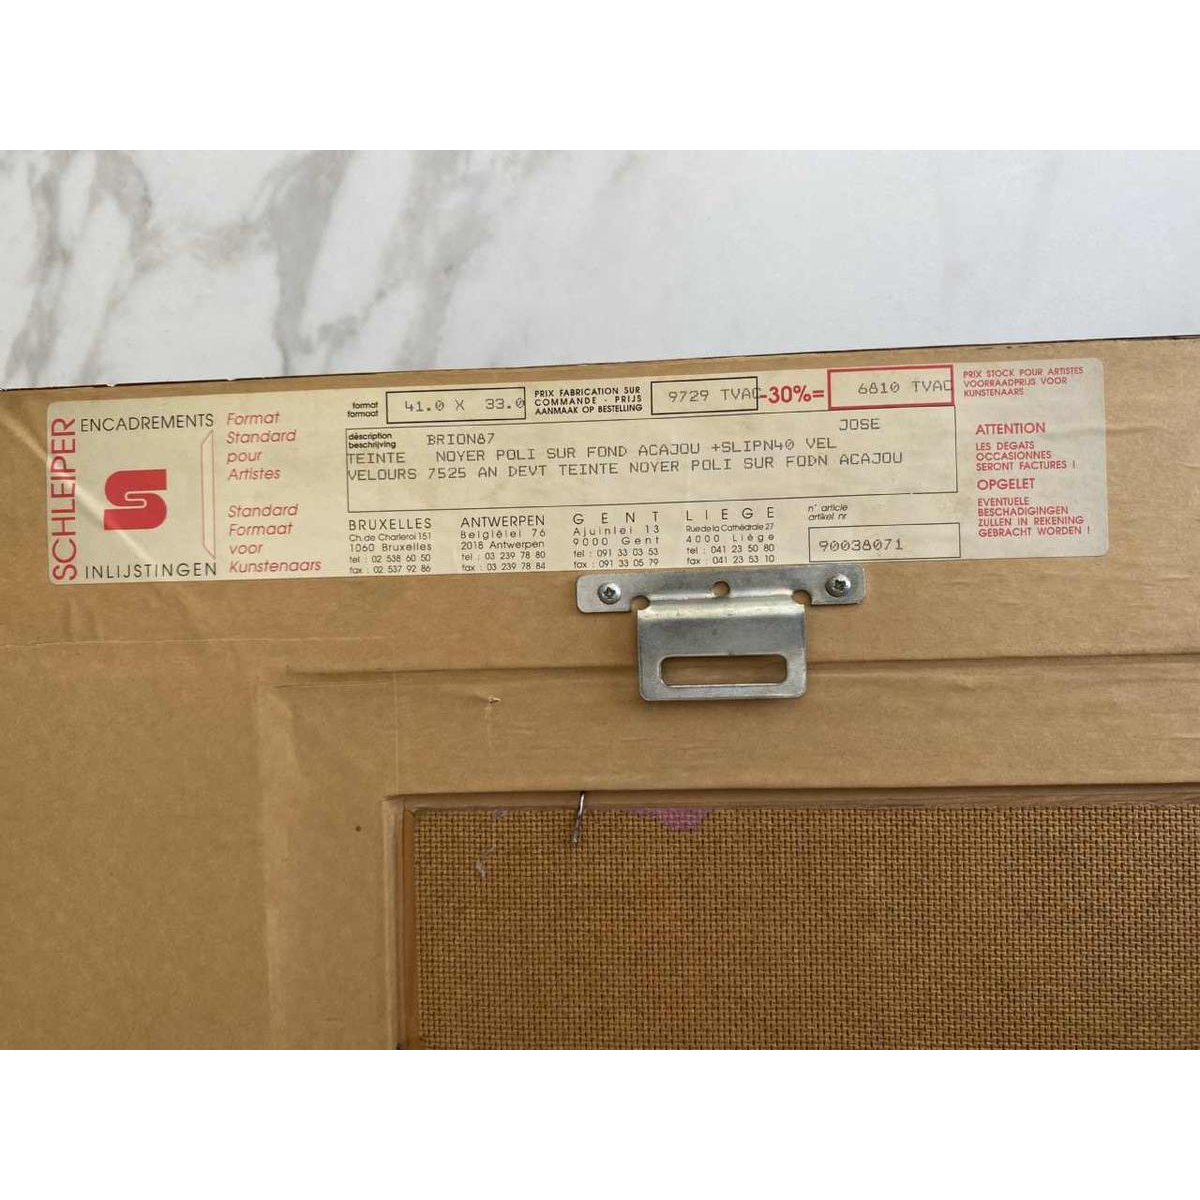 SCHLEIPER
ENCADREMENTS
INLIJSTINGEN
Format
Standard
pour
Artistes
Standard
Formaat
voor
Kunstenaars
format
formaat
41.0 X 33.0
PRIX FABRICATION SUR
COMMANDE - PRIJS
AANMAAK OP BESTELLING
9729 TVAC
-30%=
6810 TVAC
PRIX STOCK POUR ARTISTES
VOORRAADPRIJS VOOR
KUNSTENAARS
déscription
beschrijving
BRION87 JOSE
TEINTE NOYER POLI SUR FOND ACAJOU +SLIPN40 VEL
VELOURS 7525 AN DEVT TEINTE NOYER POLI SUR FODN ACAJOU
BRUXELLES
Ch.de Charleroi 151
1060 Bruxelles
tel : 02 538 60 50
fax : 02 537 92 86
ANTWERPEN
Belgiëlei 76
2018 Antwerpen
tel : 03 239 78 80
fax : 03 239 78 84
GENT
Ajuinlei 13
9000 Gent
tel : 091 33 03 53
fax : 091 33 05 79
LIEGE
Rue de la Cathédrale 27
4000 Liège
tel : 041 23 50 80
fax : 041 23 53 10
n° article
artikel nr
90038071
ATTENTION
LES DEGATS
OCCASIONNES
SERONT FACTURES !
OPGELET
EVENTUELE
BESCHADIGINGEN
ZULLEN IN REKENING
GEBRACHT WORDEN !